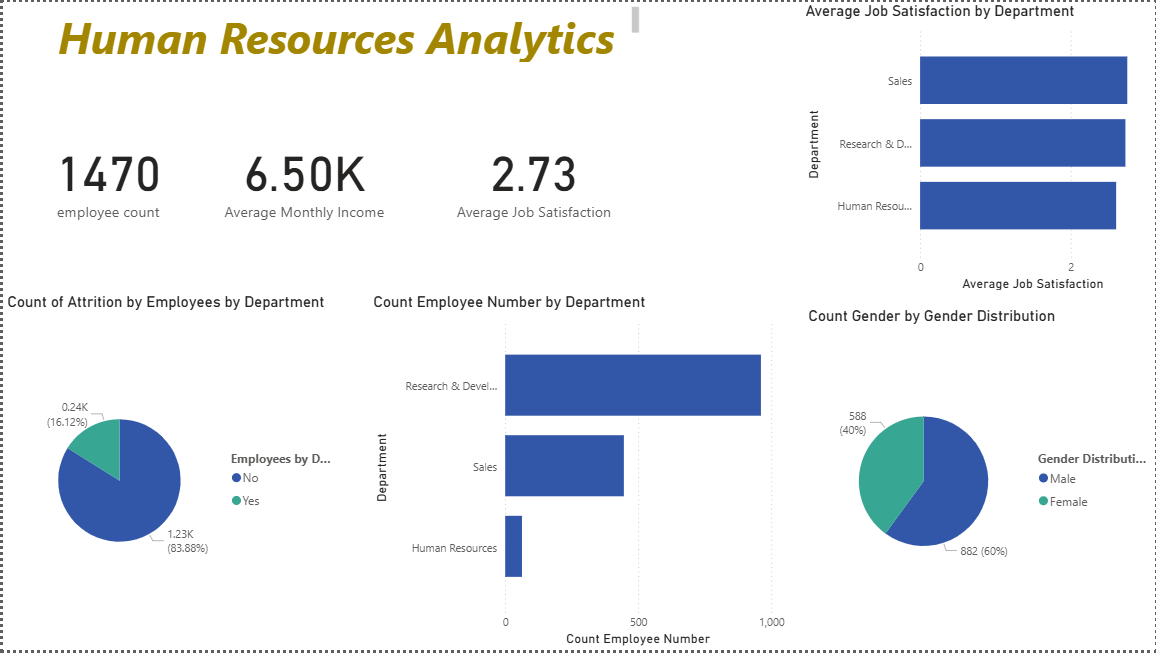 Human Resources Analytics
1470
employee count
6.50K
Average Monthly Income
2.73
Average Job Satisfaction
Average Job Satisfaction by Department
Department
Sales
Research & D...
Human Resou...
0
2
Average Job Satisfaction
Count of Attrition by Employees by Department
0.24K
(16.12%)
1.23K
(83.88%)
Employees by D...
No
Yes
Count Employee Number by Department
Department
Research & Devel...
Sales
Human Resources
0
500
1,000
Count Employee Number
Count Gender by Gender Distribution
588
(40%)
882 (60%)
Gender Distributi...
Male
Female